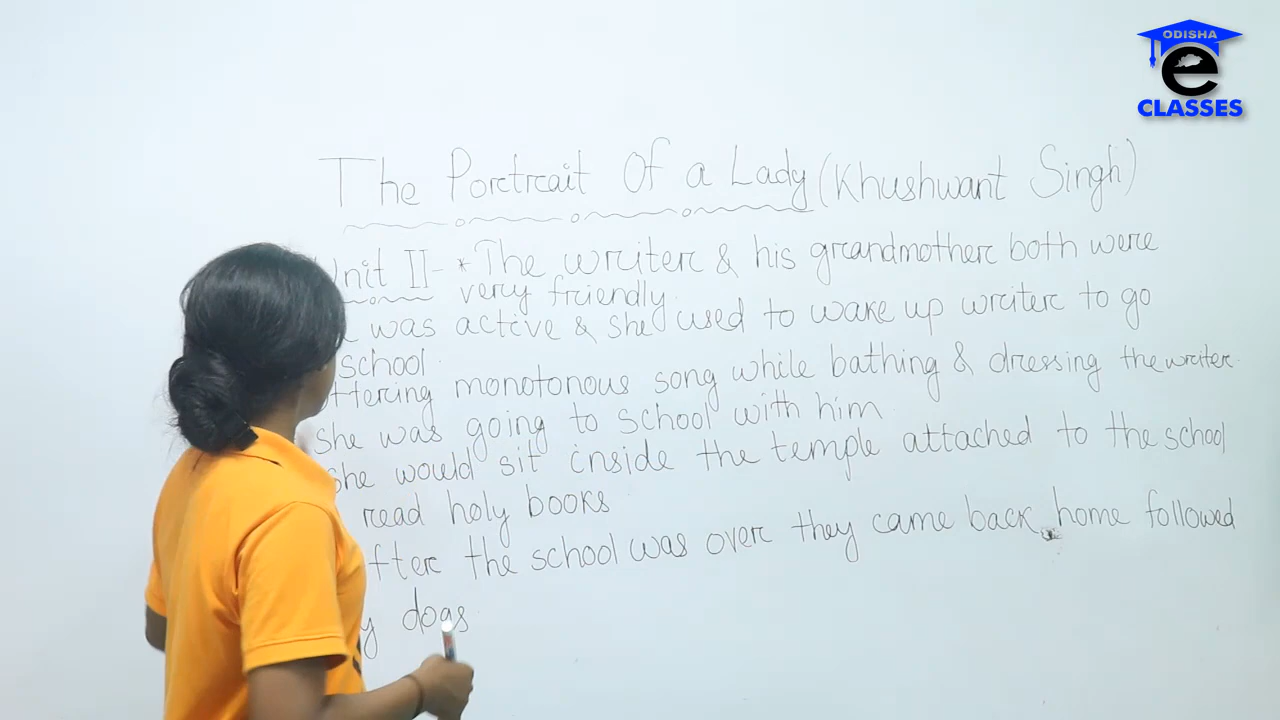 ODISHA
e
CLASSES
The Portrait Of a Lady (Khushwant Singh)
Unit II - * The writer & his grandmother both were
very friendly.
was active & she used to wake up writer to go
school.
monotonous song while bathing & dressing the writer.
she was going to school with him
she would sit inside the temple attached to the school
read holy books
the school was over they came back home followed
dogs